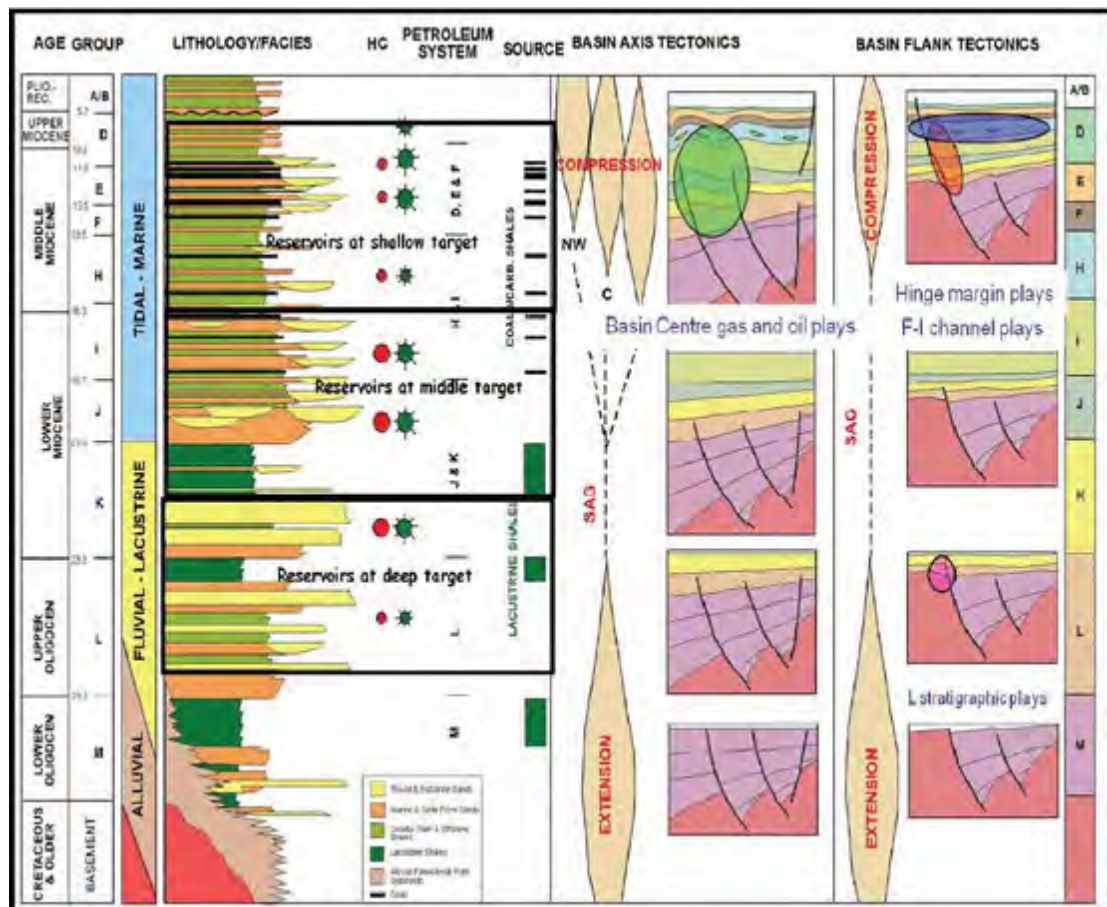 AGE GROUP LITHOLOGY/FACIES HC PETROLEUM SYSTEM SOURCE BASIN AXIS TECTONICS BASIN FLANK TECTONICS
PLIO.-REC. A/B
UPPER MIOCENE D
MIDDLE MIOCENE
E
F
H
LOWER MIOCENE
I
J
K
UPPER OLIGOCEN
LOWER OLIGOCEN
CRETACEOUS & OLDER
BASEMENT
TIDAL - MARINE
FLUVIAL - LACUSTRINE
ALLUVIAL
Reservoirs at shallow target
Reservoirs at middle target
Reservoirs at deep target
D, E & F
H, I
J & K
L
M
LACUSTRINE SHALES
COMPRESSION
NW
C
SAG
EXTENSION
Basin Centre gas and oil plays
COMPRESSION
SAG
EXTENSION
Hinge margin plays
F-I channel plays
L stratigraphic plays
A/B
D
E
F
H
I
J
K
L
M